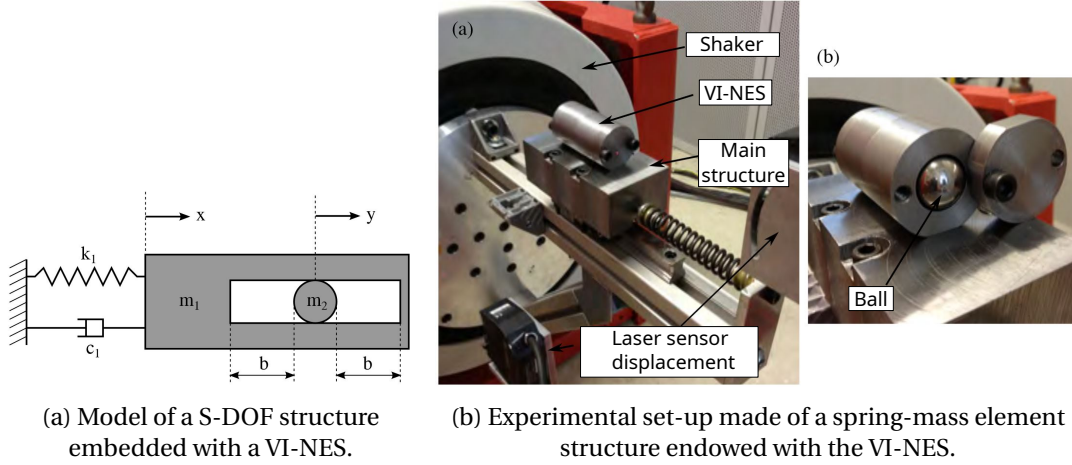 (a)
Shaker
VI-NES
Main
structure
(b)
x
y
k₁
m₁
m₂
c₁
b
b
Ball
Laser sensor
displacement
(a) Model of a S-DOF structure
embedded with a VI-NES.
(b) Experimental set-up made of a spring-mass element
structure endowed with the VI-NES.